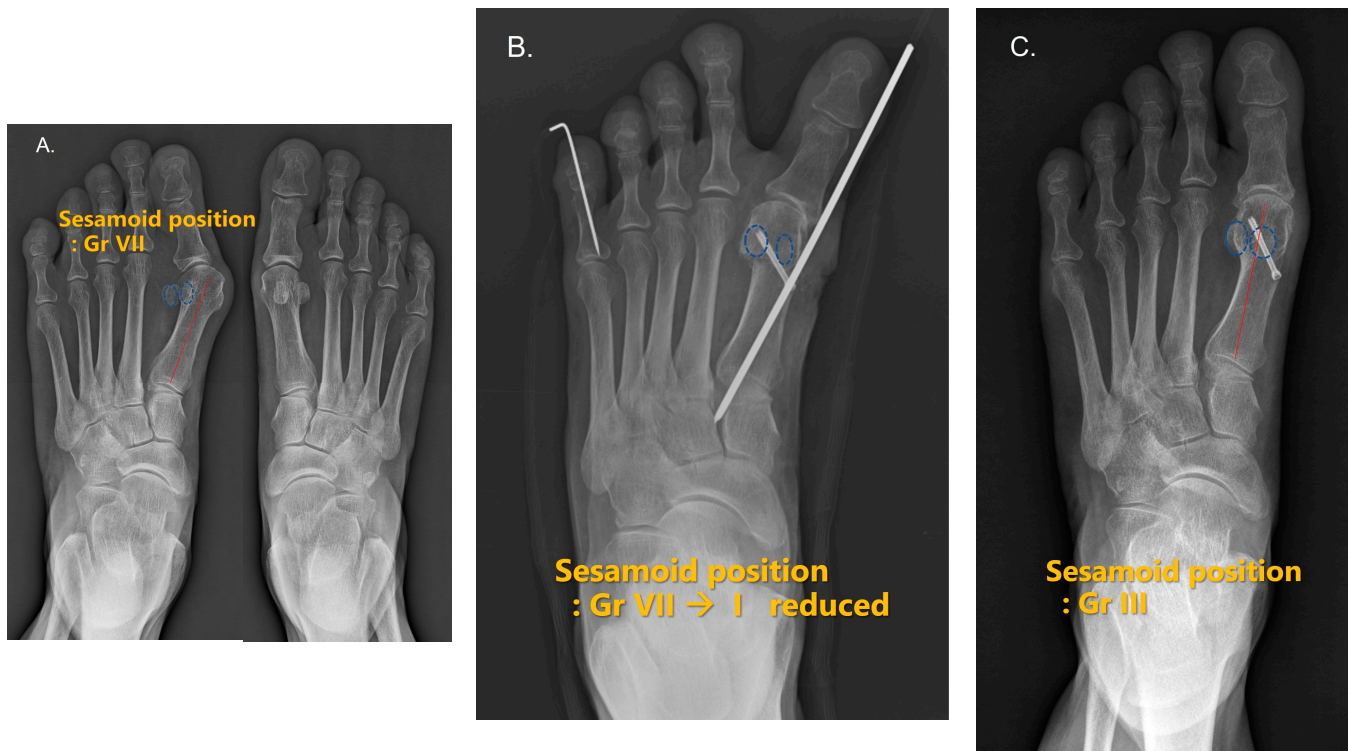 A.
Sesamoid position
: Gr VII
B.
Sesamoid position
: Gr VII → I reduced
C.
Sesamoid position
: Gr III